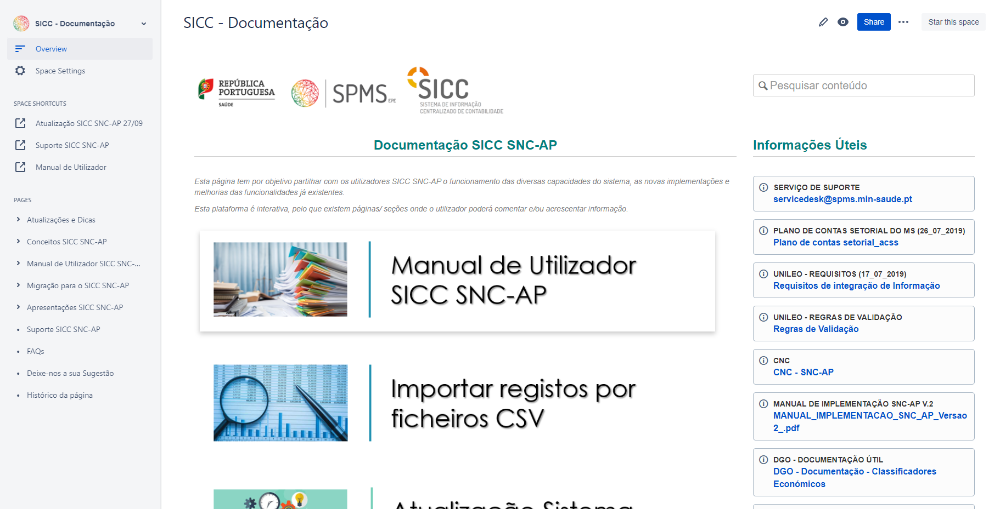 SICC - Documentação
Overview
Space Settings
SPACE SHORTCUTS
Atualização SICC SNC-AP 27/09
Suporte SICC SNC-AP
Manual de Utilizador
PAGES
Atualizações e Dicas
Conceitos SICC SNC-AP
Manual de Utilizador SICC SNC-...
Migração para o SICC SNC-AP
Apresentações SICC SNC-AP
Suporte SICC SNC-AP
FAQs
Deixe-nos a sua Sugestão
Histórico da página
SICC - Documentação
Share
Star this space
REPÚBLICA
PORTUGUESA
SAÚDE
SPMS EPE
SICC
SISTEMA DE INFORMAÇÃO
CENTRALIZADO DE CONTABILIDADE
Pesquisar conteúdo
Documentação SICC SNC-AP
Esta página tem por objetivo partilhar com os utilizadores SICC SNC-AP o funcionamento das diversas capacidades do sistema, as novas implementações e
melhorias das funcionalidades já existentes.
Esta plataforma é interativa, pelo que existem páginas/ seções onde o utilizador poderá comentar e/ou acrescentar informação.
Manual de Utilizador
SICC SNC-AP
Importar registos por
ficheiros CSV
Atualização Sistema
Informações Úteis
SERVIÇO DE SUPORTE
servicedesk@spms.min-saude.pt
PLANO DE CONTAS SETORIAL DO MS (26_07_2019)
Plano de contas setorial_acss
UNILEO - REQUISITOS (17_07_2019)
Requisitos de integração de Informação
UNILEO - REGRAS DE VALIDAÇÃO
Regras de Validação
CNC
CNC - SNC-AP
MANUAL DE IMPLEMENTAÇÃO SNC-AP V.2
MANUAL_IMPLEMENTACAO_SNC_AP_Versao
2_.pdf
DGO - DOCUMENTAÇÃO ÚTIL
DGO - Documentação - Classificadores
Económicos